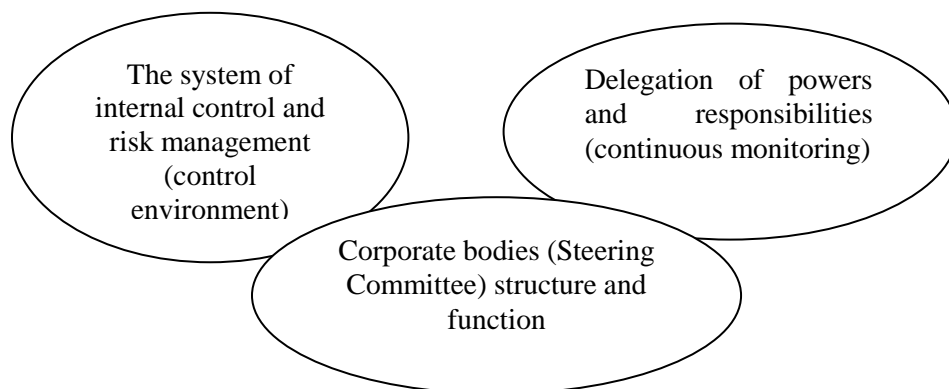 The system of
internal control and
risk management
(control
environment)
Delegation of powers
and responsibilities
(continuous monitoring)
Corporate bodies (Steering
Committee) structure and
function